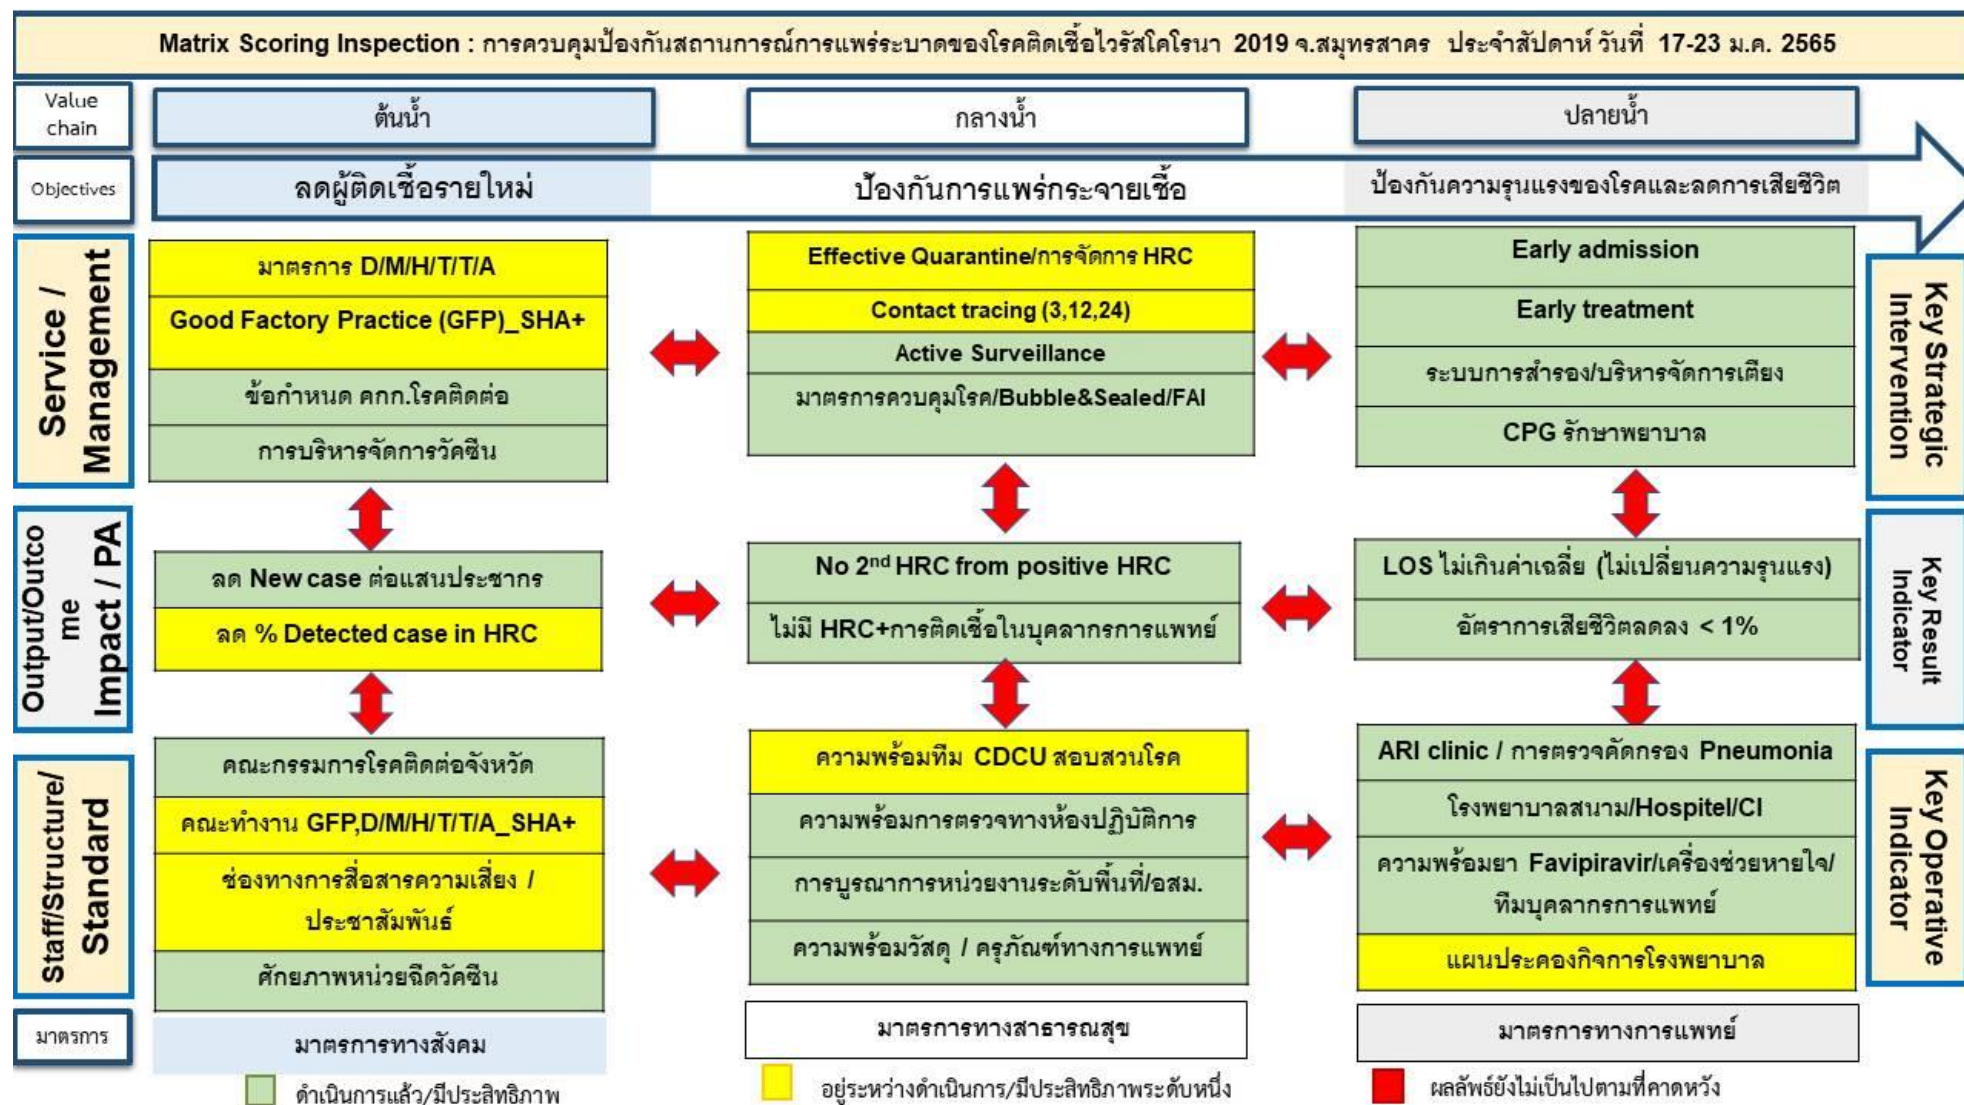 Matrix Scoring Inspection : การควบคุมป้องกันสถานการณ์การแพร่ระบาดของโรคติดเชื้อไวรัสโคโรนา 2019 จ.สมุทรสาคร ประจำสัปดาห์ วันที่ 17-23 ม.ค. 2565
Value
chain
ต้นน้ำ
กลางน้ำ
ปลายน้ำ
Objectives
ลดผู้ติดเชื้อรายใหม่
ป้องกันการแพร่กระจายเชื้อ
ป้องกันความรุนแรงของโรคและลดการเสียชีวิต
Service /
Management
มาตรการ D/M/H/T/T/A
Good Factory Practice (GFP)_SHA+
ข้อกำหนด คกก.โรคติดต่อ
การบริหารจัดการวัคซีน
Effective Quarantine/การจัดการ HRC
Contact tracing (3,12,24)
Active Surveillance
มาตรการควบคุมโรค/Bubble&Sealed/FAI
Early admission
Early treatment
ระบบการสำรอง/บริหารจัดการเตียง
CPG รักษาพยาบาล
Key Strategic
Intervention
Output/Outco
me
Impact / PA
ลด New case ต่อแสนประชากร
ลด % Detected case in HRC
No 2nd HRC from positive HRC
ไม่มี HRC+การติดเชื้อในบุคลากรการแพทย์
LOS ไม่เกินค่าเฉลี่ย (ไม่เปลี่ยนความรุนแรง)
อัตราการเสียชีวิตลดลง < 1%
Key Result
Indicator
Staff/Structure/
Standard
คณะกรรมการโรคติดต่อจังหวัด
คณะทำงาน GFP,D/M/H/T/T/A_SHA+
ช่องทางการสื่อสารความเสี่ยง /
ประชาสัมพันธ์
ศักยภาพหน่วยฉีดวัคซีน
ความพร้อมทีม CDCU สอบสวนโรค
ความพร้อมการตรวจทางห้องปฏิบัติการ
การบูรณาการหน่วยงานระดับพื้นที่/อสม.
ความพร้อมวัสดุ / ครุภัณฑ์ทางการแพทย์
ARI clinic / การตรวจคัดกรอง Pneumonia
โรงพยาบาลสนาม/Hospitel/CI
ความพร้อมยา Favipiravir/เครื่องช่วยหายใจ/
ทีมบุคลากรการแพทย์
แผนประคองกิจการโรงพยาบาล
Key Operative
Indicator
มาตรการ
มาตรการทางสังคม
มาตรการทางสาธารณสุข
มาตรการทางการแพทย์
ดำเนินการแล้ว/มีประสิทธิภาพ
อยู่ระหว่างดำเนินการ/มีประสิทธิภาพระดับหนึ่ง
ผลลัพธ์ยังไม่เป็นไปตามที่คาดหวัง